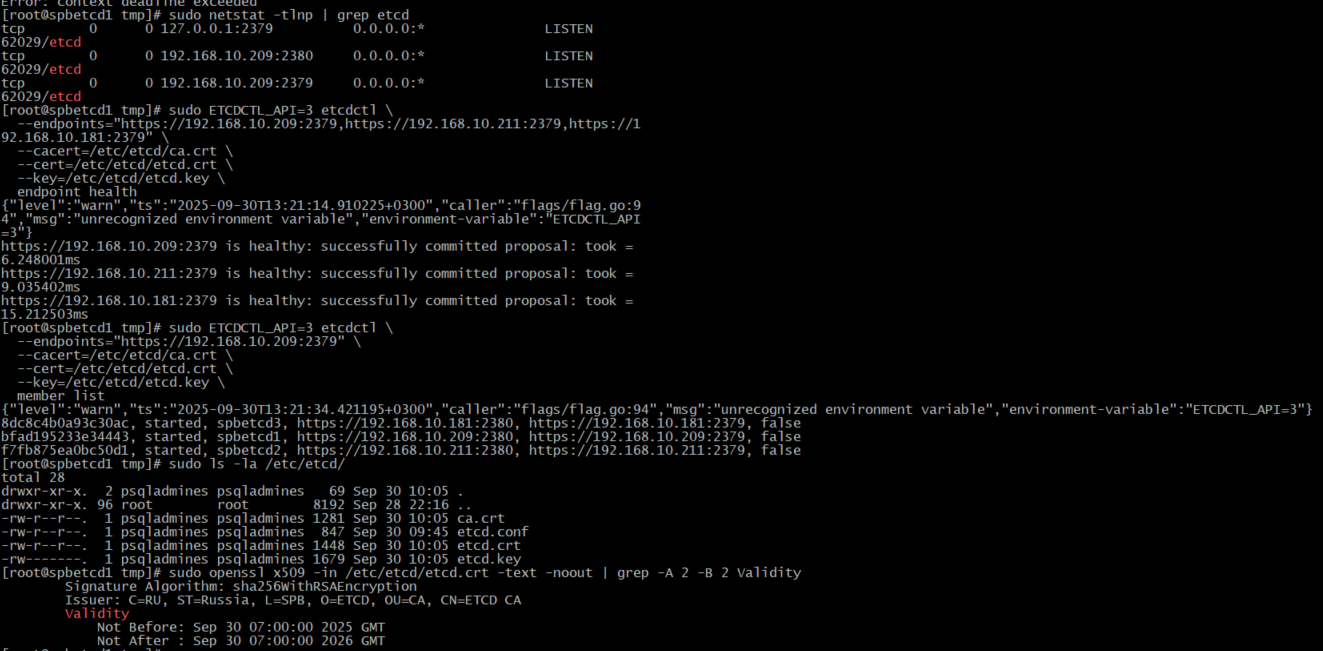 Error: context deadline exceeded
[root@spbetcd1 tmp]# sudo netstat -tlnp | grep etcd
tcp        0      0 127.0.0.1:2379          0.0.0.0:*               LISTEN
62029/etcd
tcp        0      0 192.168.10.209:2380     0.0.0.0:*               LISTEN
62029/etcd
tcp        0      0 192.168.10.209:2379     0.0.0.0:*               LISTEN
62029/etcd
[root@spbetcd1 tmp]# sudo ETCDCTL_API=3 etcdctl \
  --endpoints="https://192.168.10.209:2379,https://192.168.10.211:2379,https://1
92.168.10.181:2379" \
  --cacert=/etc/etcd/ca.crt \
  --cert=/etc/etcd/etcd.crt \
  --key=/etc/etcd/etcd.key \
  endpoint health
{"level":"warn","ts":"2025-09-30T13:21:14.910225+0300","caller":"flags/flag.go:9
4","msg":"unrecognized environment variable","environment-variable":"ETCDCTL_API
=3"}
https://192.168.10.209:2379 is healthy: successfully committed proposal: took =
6.248001ms
https://192.168.10.211:2379 is healthy: successfully committed proposal: took =
9.035402ms
https://192.168.10.181:2379 is healthy: successfully committed proposal: took =
15.212503ms
[root@spbetcd1 tmp]# sudo ETCDCTL_API=3 etcdctl \
  --endpoints="https://192.168.10.209:2379" \
  --cacert=/etc/etcd/ca.crt \
  --cert=/etc/etcd/etcd.crt \
  --key=/etc/etcd/etcd.key \
  member list
{"level":"warn","ts":"2025-09-30T13:21:34.421195+0300","caller":"flags/flag.go:94","msg":"unrecognized environment variable","environment-variable":"ETCDCTL_API=3"}
8dc8c4b0a93c30ac, started, spbetcd3, https://192.168.10.181:2380, https://192.168.10.181:2379, false
bfad195233e34443, started, spbetcd1, https://192.168.10.209:2380, https://192.168.10.209:2379, false
f7fb875ea0bc50d1, started, spbetcd2, https://192.168.10.211:2380, https://192.168.10.211:2379, false
[root@spbetcd1 tmp]# sudo ls -la /etc/etcd/
total 28
drwxr-xr-x.  2 psqladmines psqladmines   69 Sep 30 10:05 .
drwxr-xr-x. 96 root        root        8192 Sep 28 22:16 ..
-rw-r--r--.  1 psqladmines psqladmines 1281 Sep 30 10:05 ca.crt
-rw-r--r--.  1 psqladmines psqladmines  847 Sep 30 09:45 etcd.conf
-rw-r--r--.  1 psqladmines psqladmines 1448 Sep 30 10:05 etcd.crt
-rw-------.  1 psqladmines psqladmines 1679 Sep 30 10:05 etcd.key
[root@spbetcd1 tmp]# sudo openssl x509 -in /etc/etcd/etcd.crt -text -noout | grep -A 2 -B 2 Validity
        Signature Algorithm: sha256WithRSAEncryption
        Issuer: C=RU, ST=Russia, L=SPB, O=ETCD, OU=CA, CN=ETCD CA
        Validity
            Not Before: Sep 30 07:00:00 2025 GMT
            Not After : Sep 30 07:00:00 2026 GMT